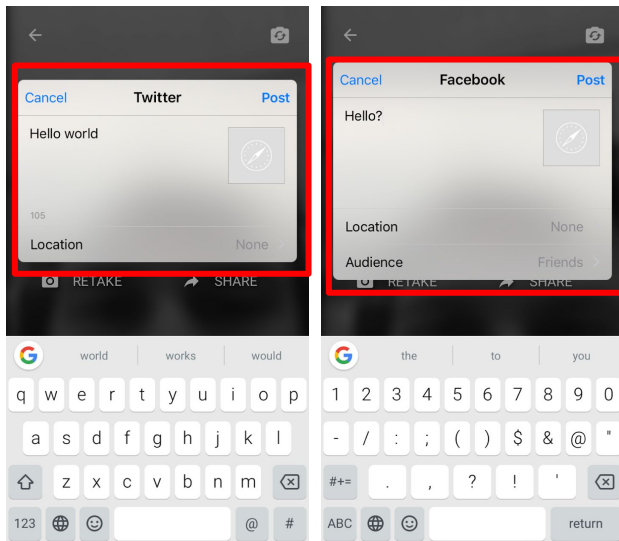 Cancel Twitter Post
Hello world
105
Location None
RETAKE SHARE
G world works would
q w e r t y u i o p
a s d f g h j k l
z x c v b n m
123 @ #
Cancel Facebook Post
Hello?
Location None
Audience Friends
RETAKE SHARE
G the to you
1 2 3 4 5 6 7 8 9 0
- / : ; ( ) $ & @ "
#+= . , ? ! '
ABC return